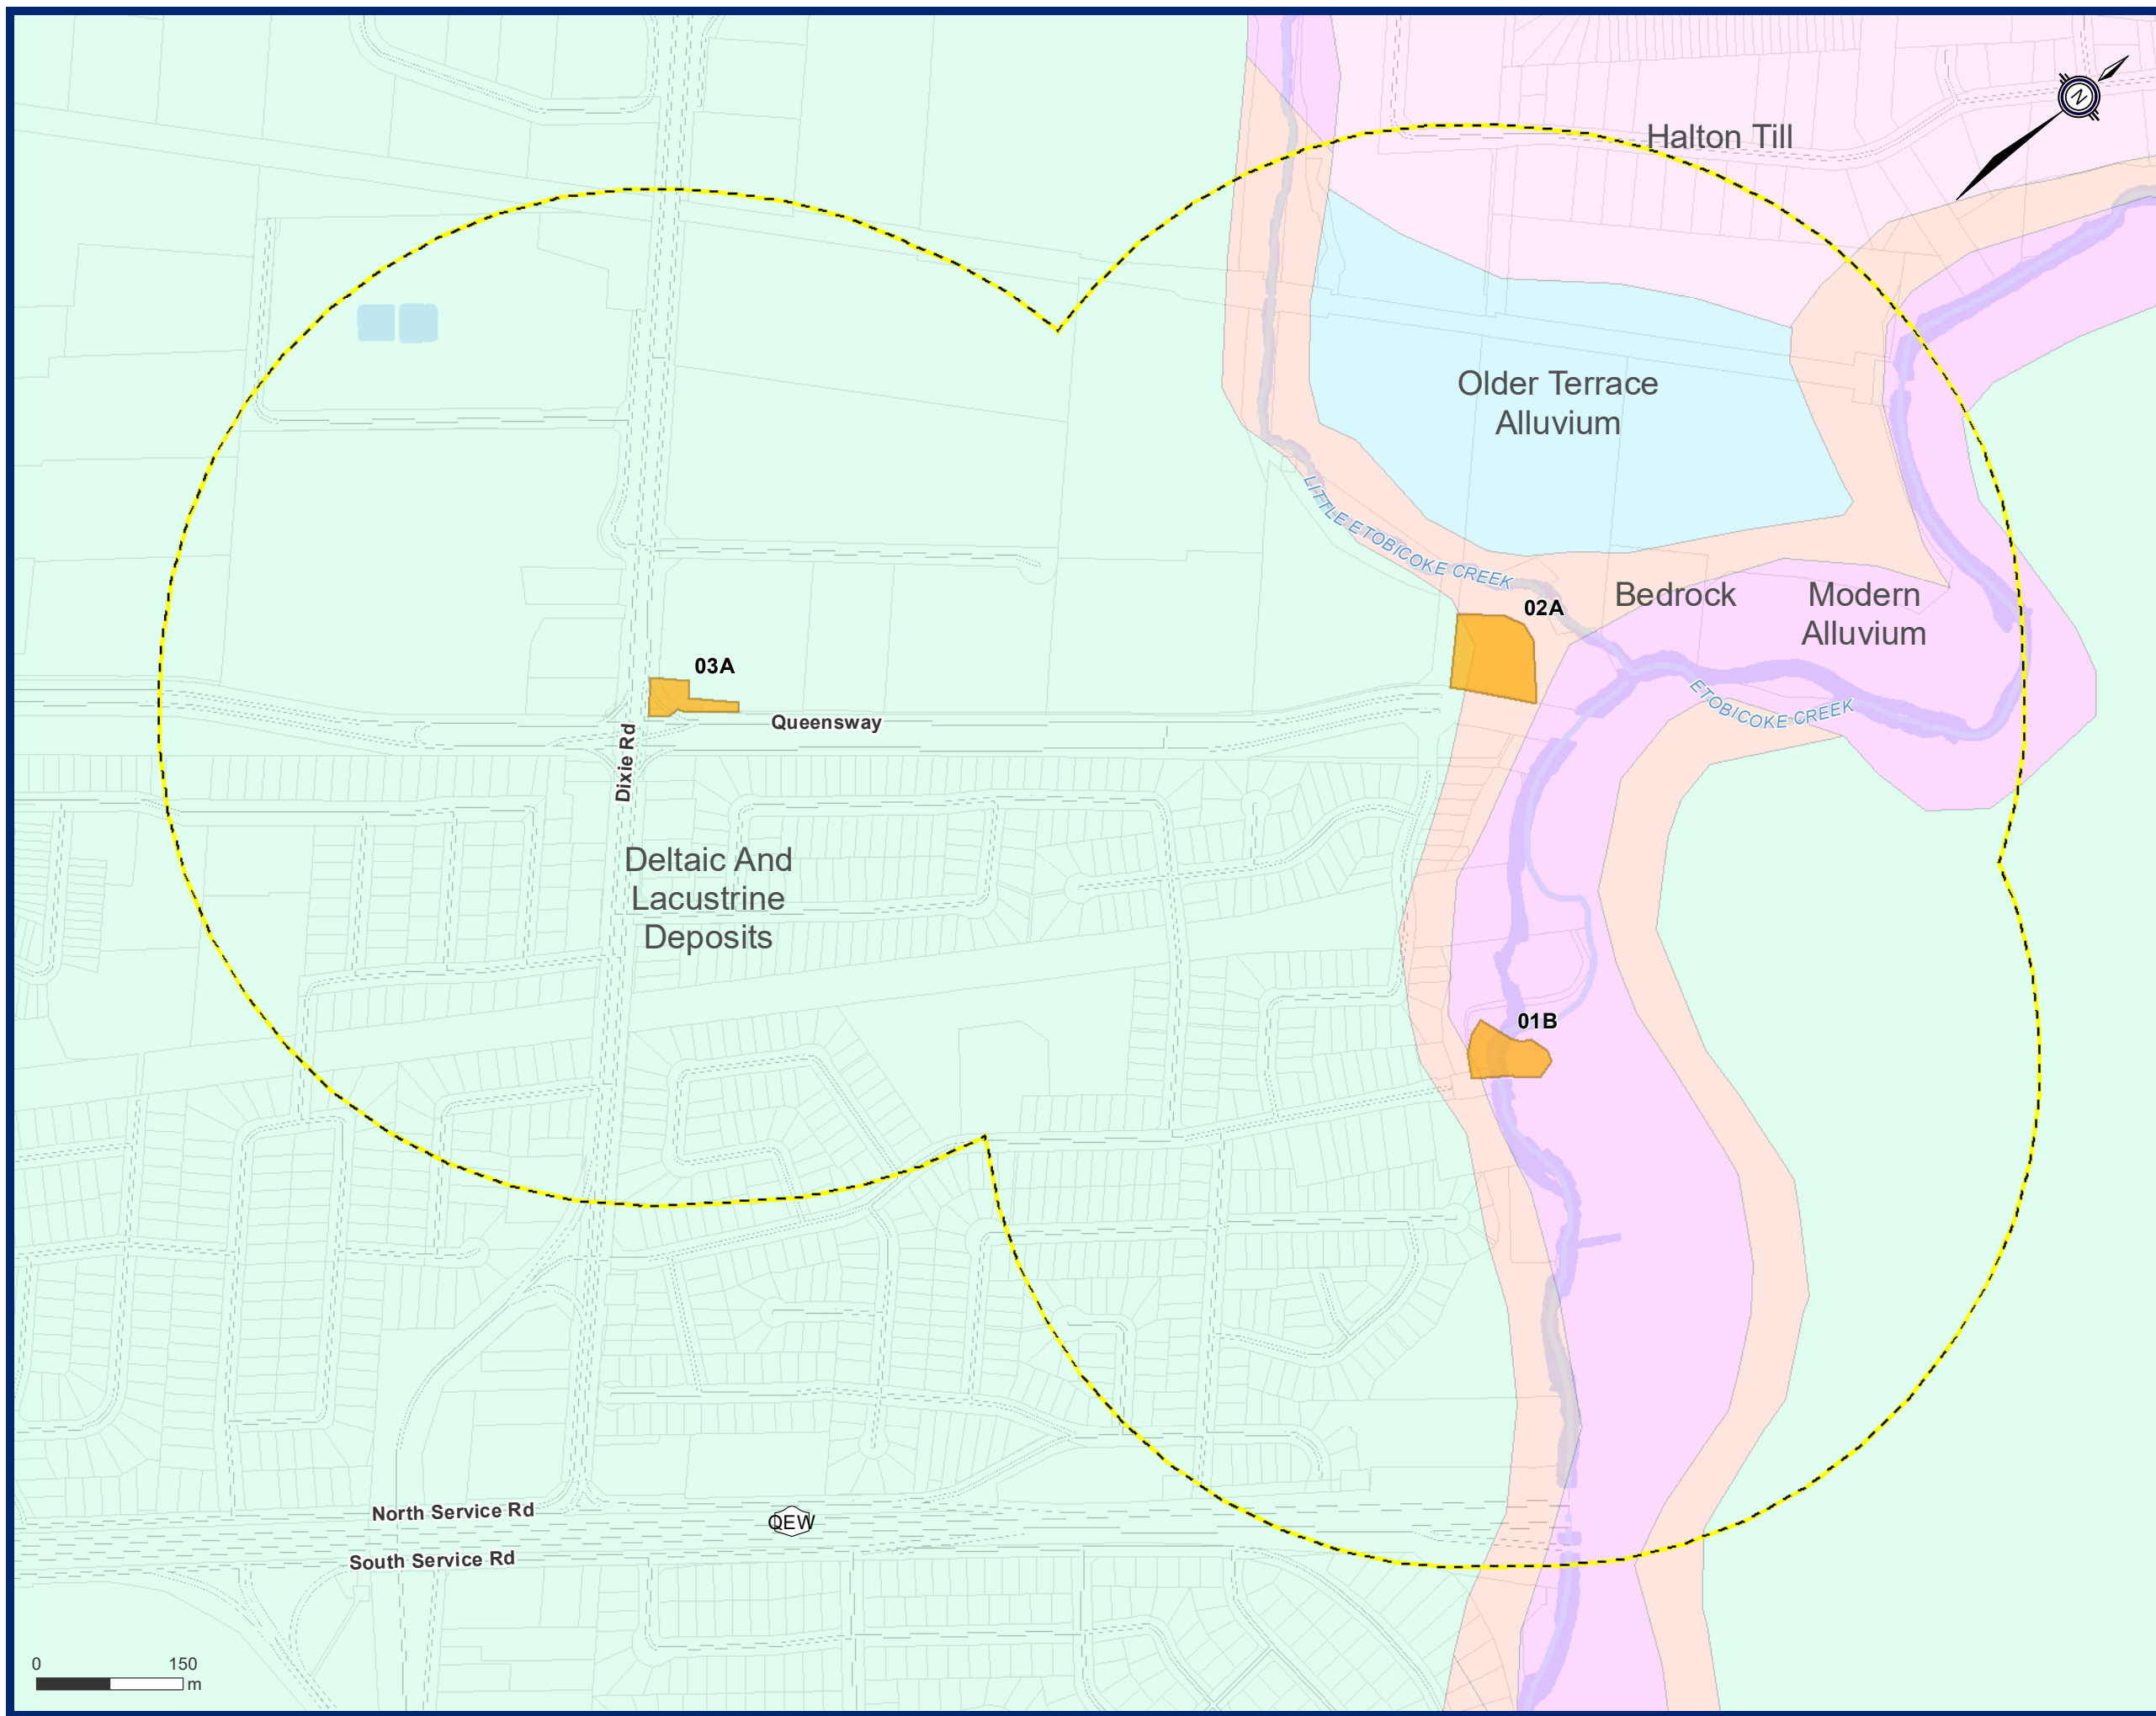 N
Halton Till
Older Terrace
Alluvium
LITTLE ETOBICOKE CREEK
02A
Bedrock
Modern
Alluvium
03A
ETOBICOKE CREEK
Queensway
Dixie Rd
Deltaic And
Lacustrine
Deposits
01B
North Service Rd
QEW
South Service Rd
0 150
m